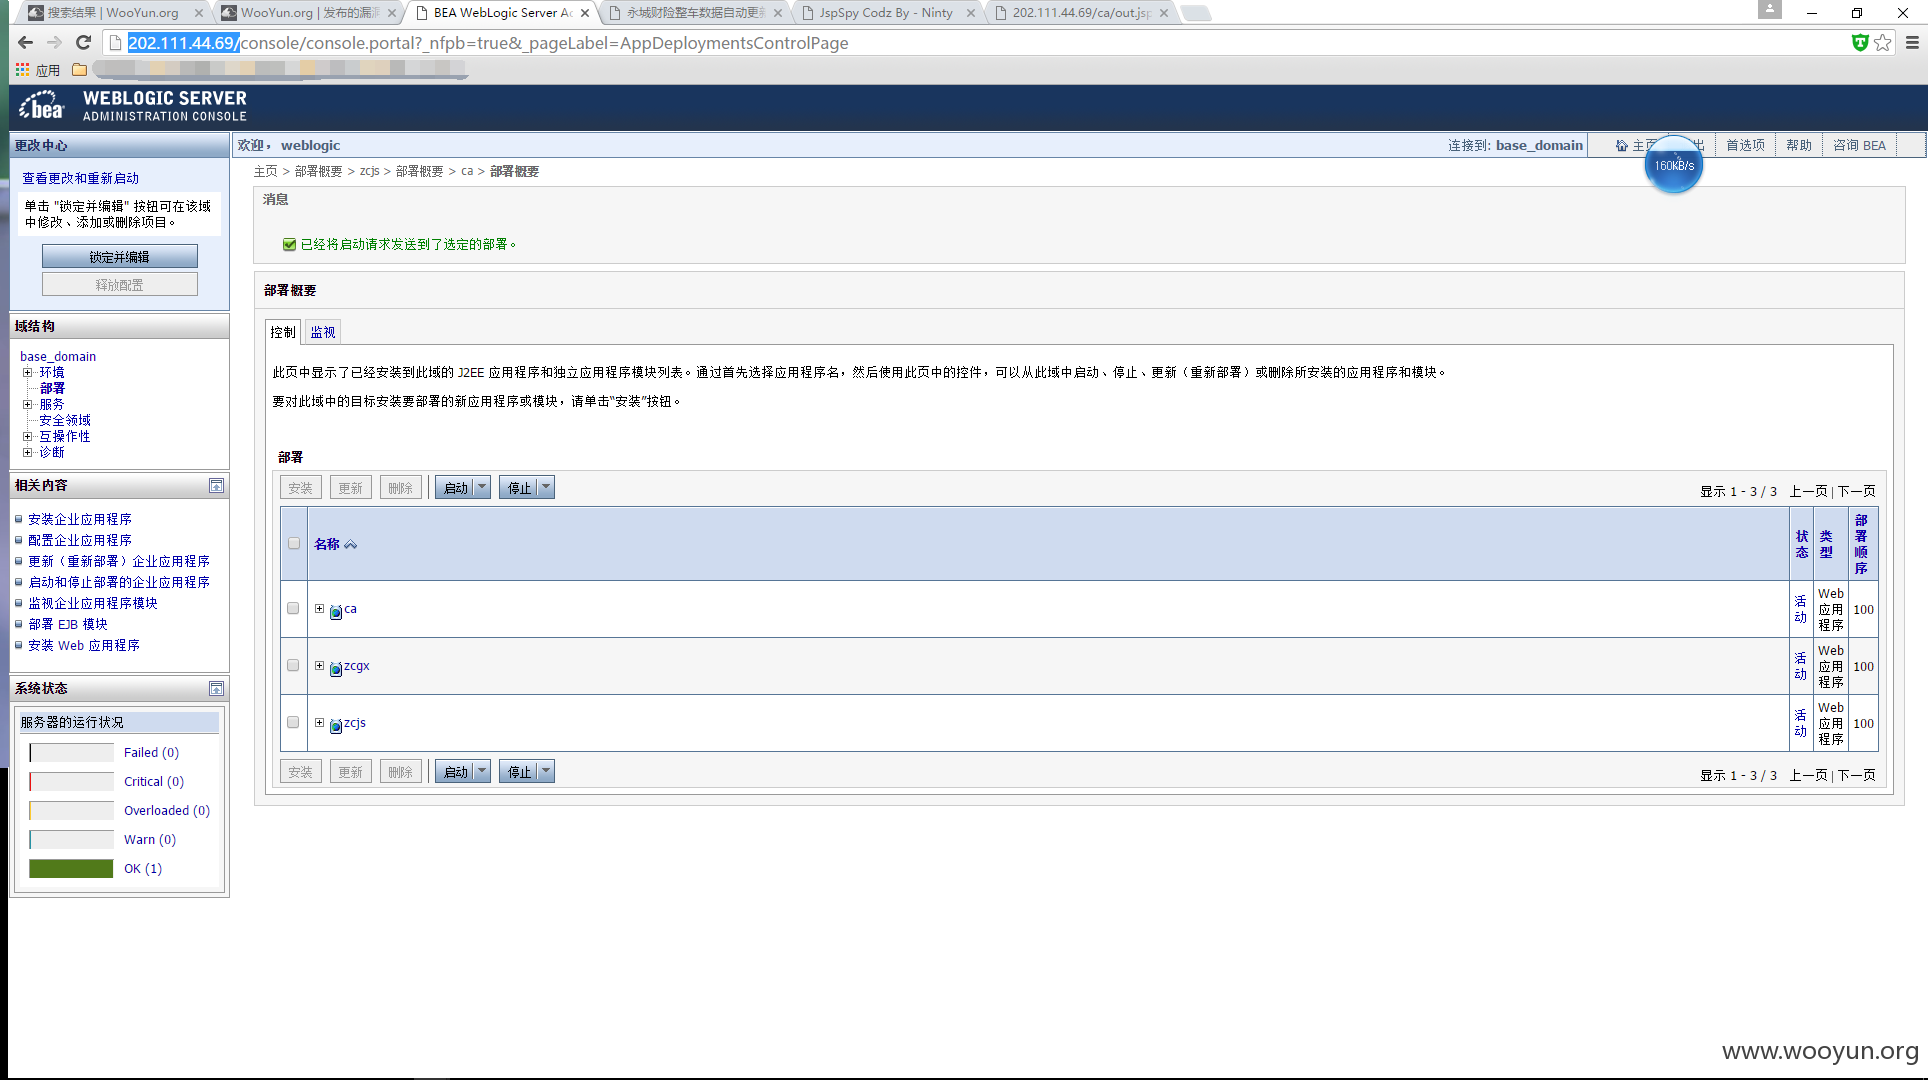 搜索结果 | WooYun.org
WooYun.org | 发布的漏洞
BEA WebLogic Server Ac
永城财险整车数据自动更新
JspSpy Codz By - Ninty
202.111.44.69/ca/out.jsp
202.111.44.69/console/console.portal?_nfpb=true&_pageLabel=AppDeploymentsControlPage
应用
bea
WEBLOGIC SERVER
ADMINISTRATION CONSOLE
更改中心
查看更改和重新启动
单击 "锁定并编辑" 按钮可在该域
中修改、添加或删除项目。
锁定并编辑
释放配置
域结构
base_domain
环境
部署
服务
安全领域
互操作性
诊断
相关内容
安装企业应用程序
配置企业应用程序
更新（重新部署）企业应用程序
启动和停止部署的企业应用程序
监视企业应用程序模块
部署 EJB 模块
安装 Web 应用程序
系统状态
服务器的运行状况
Failed (0)
Critical (0)
Overloaded (0)
Warn (0)
OK (1)
欢迎， weblogic
连接到: base_domain
主页
出
首选项
帮助
咨询 BEA
160KB/s
主页 > 部署概要 > zcjs > 部署概要 > ca > 部署概要
消息
已经将启动请求发送到了选定的部署。
部署概要
控制
监视
此页中显示了已经安装到此域的 J2EE 应用程序和独立应用程序模块列表。通过首先选择应用程序名，然后使用此页中的控件，可以从此域中启动、停止、更新（重新部署）或删除所安装的应用程序和模块。
要对此域中的目标安装要部署的新应用程序或模块，请单击“安装”按钮。
部署
安装 更新 删除 启动 停止
显示 1 - 3 / 3 上一页 | 下一页
名称 状态 类型 部署顺序
ca 活动 Web 应用程序 100
zcgx 活动 Web 应用程序 100
zcjs 活动 Web 应用程序 100
安装 更新 删除 启动 停止
显示 1 - 3 / 3 上一页 | 下一页
www.wooyun.org